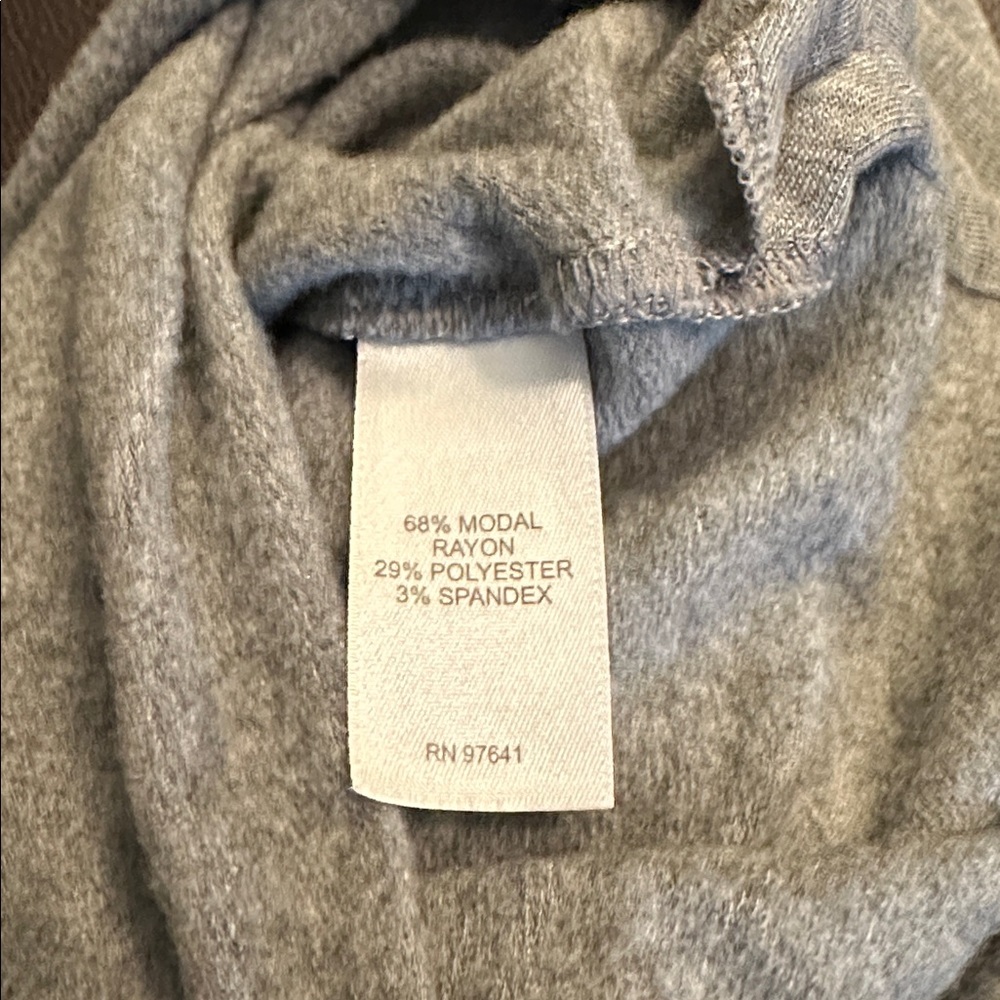 68% MODAL
RAYON
29% POLYESTER
3% SPANDEX
RN 97641